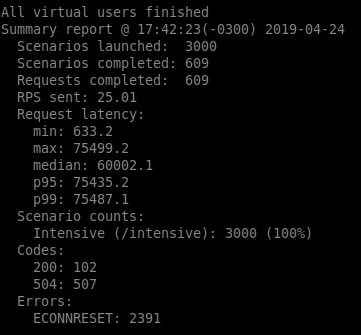 All virtual users finished
Summary report @ 17:42:23(-0300) 2019-04-24
Scenarios launched: 3000
Scenarios completed: 609
Requests completed: 609
RPS sent: 25.01
Request latency:
min: 633.2
max: 75499.2
median: 60002.1
p95: 75435.2
p99: 75487.1
Scenario counts:
Intensive (/intensive): 3000 (100%)
Codes:
200: 102
504: 507
Errors:
ECONNRESET: 2391